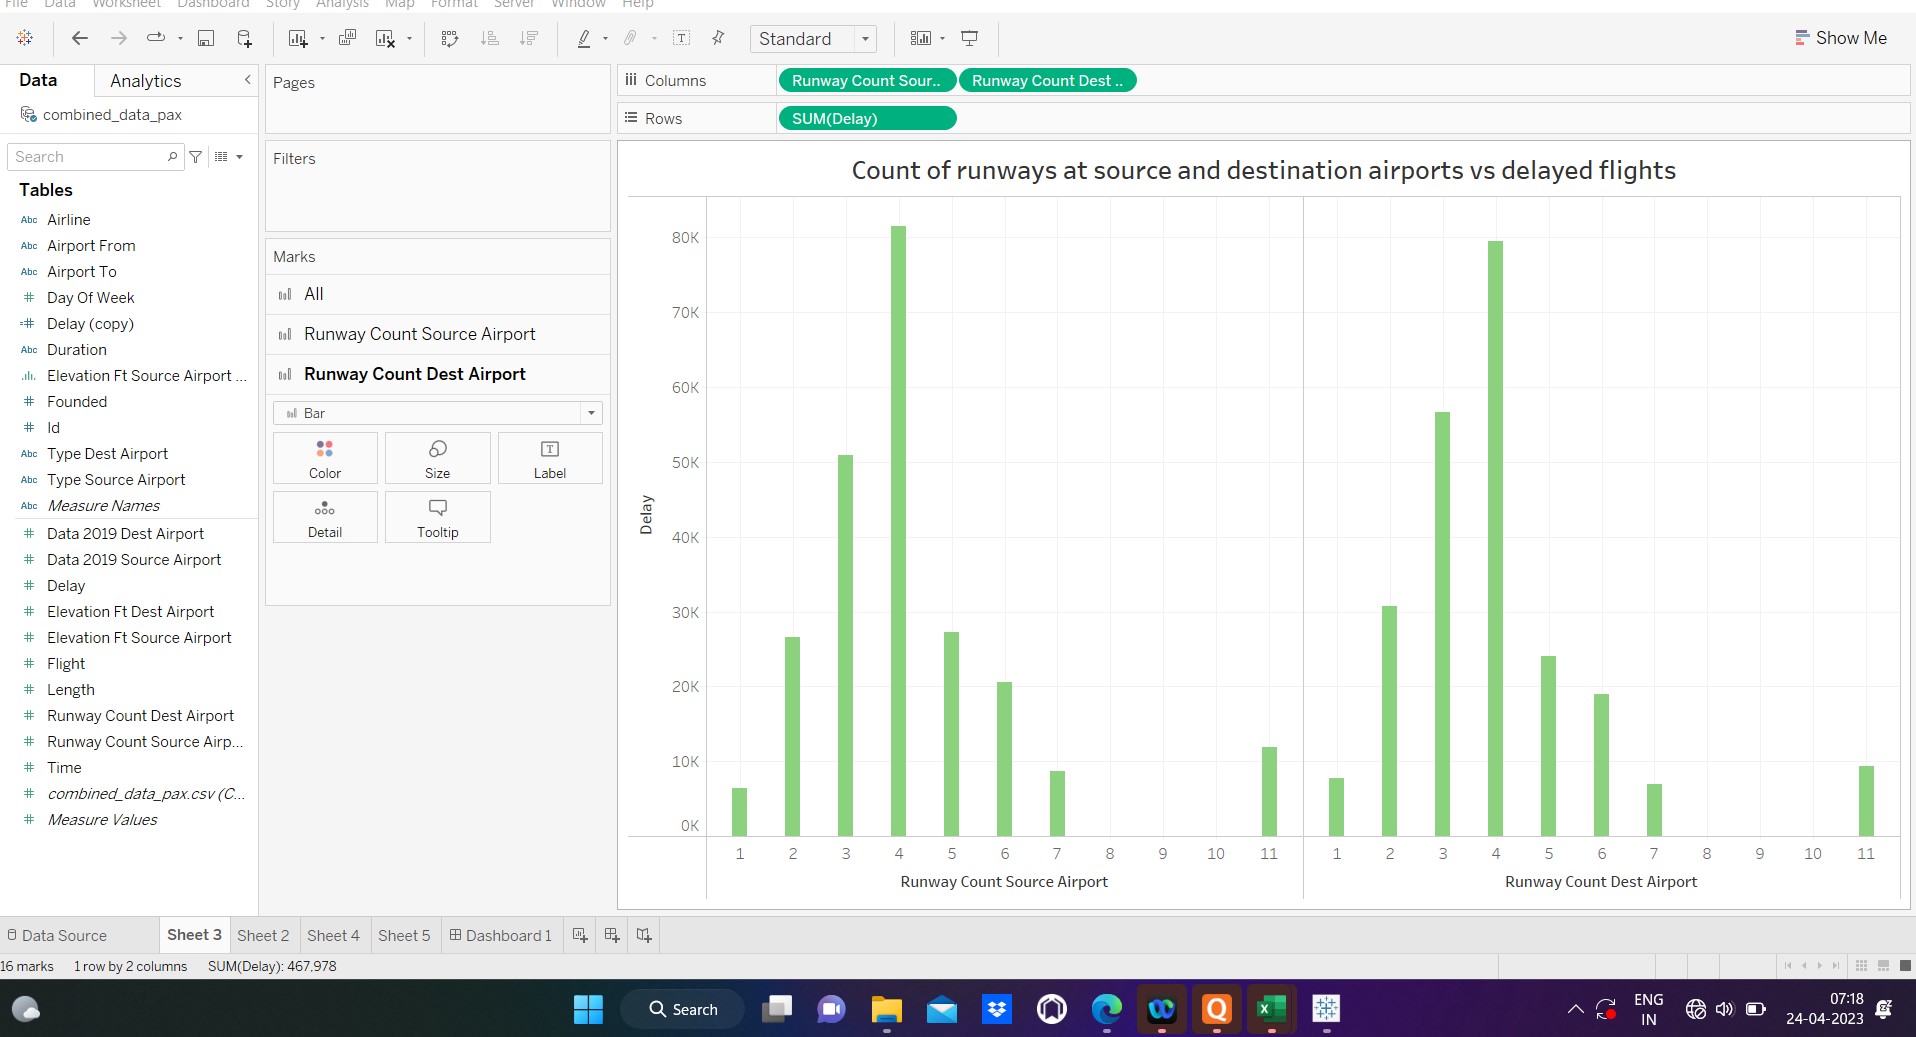 File Data Worksheet Dashboard Story Analysis Map Format Server Window Help
Standard
Show Me
Data Analytics
combined_data_pax
Search
Tables
Abc Airline
Abc Airport From
Abc Airport To
# Day Of Week
=# Delay (copy)
Abc Duration
Elevation Ft Source Airport ...
# Founded
# Id
Abc Type Dest Airport
Abc Type Source Airport
Abc Measure Names
# Data 2019 Dest Airport
# Data 2019 Source Airport
# Delay
# Elevation Ft Dest Airport
# Elevation Ft Source Airport
# Flight
# Length
# Runway Count Dest Airport
# Runway Count Source Airp...
# Time
# combined_data_pax.csv (C...
# Measure Values
Pages
Filters
Marks
All
Runway Count Source Airport
Runway Count Dest Airport
Bar
Color Size Label
Detail Tooltip
Columns Runway Count Sour.. Runway Count Dest ..
Rows SUM(Delay)
Count of runways at source and destination airports vs delayed flights
Delay
80K
70K
60K
50K
40K
30K
20K
10K
0K
1 2 3 4 5 6 7 8 9 10 11 1 2 3 4 5 6 7 8 9 10 11
Runway Count Source Airport Runway Count Dest Airport
Data Source Sheet 3 Sheet 2 Sheet 4 Sheet 5 Dashboard 1
16 marks 1 row by 2 columns SUM(Delay): 467,978
Search
ENG
IN
07:18
24-04-2023